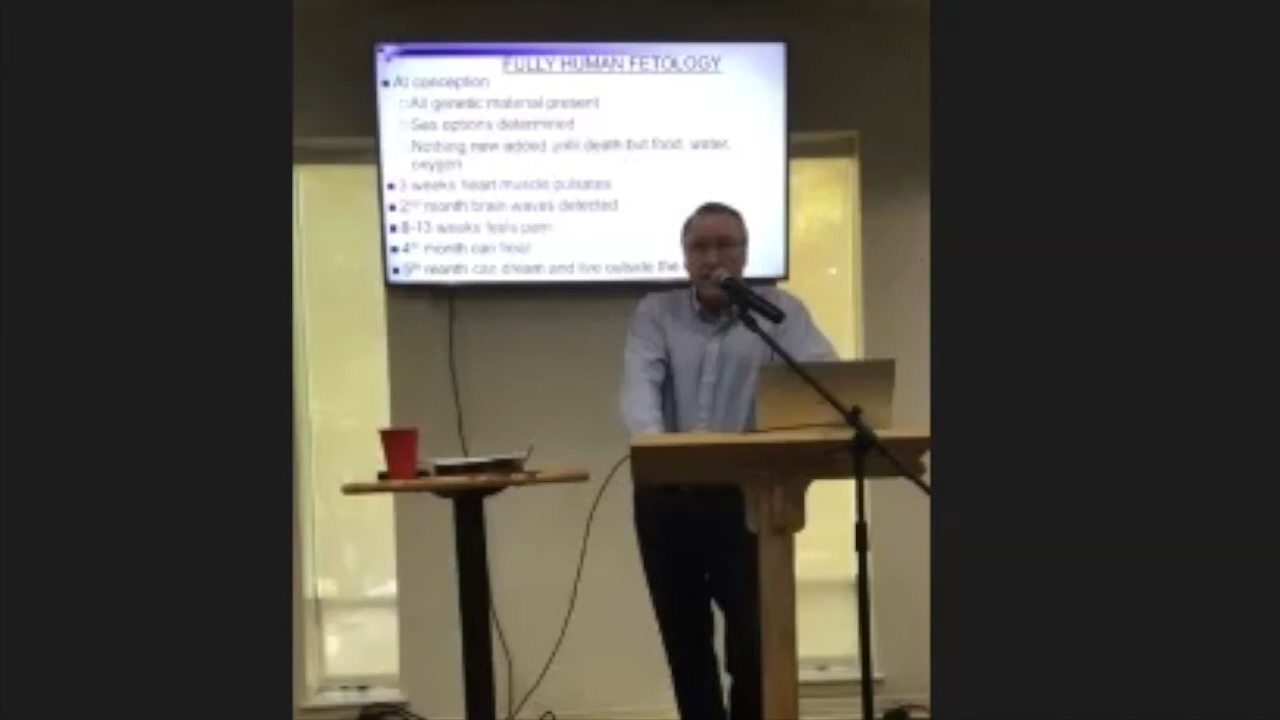 FULLY HUMAN FETOLOGY
At conception
All genetic material present
Sex options determined
Nothing new added until death but food, water,
oxygen
3 weeks heart muscle pulsates
2nd month brain waves detected
8-13 weeks feels pain
4th month can hear
5th month can dream and live outside the